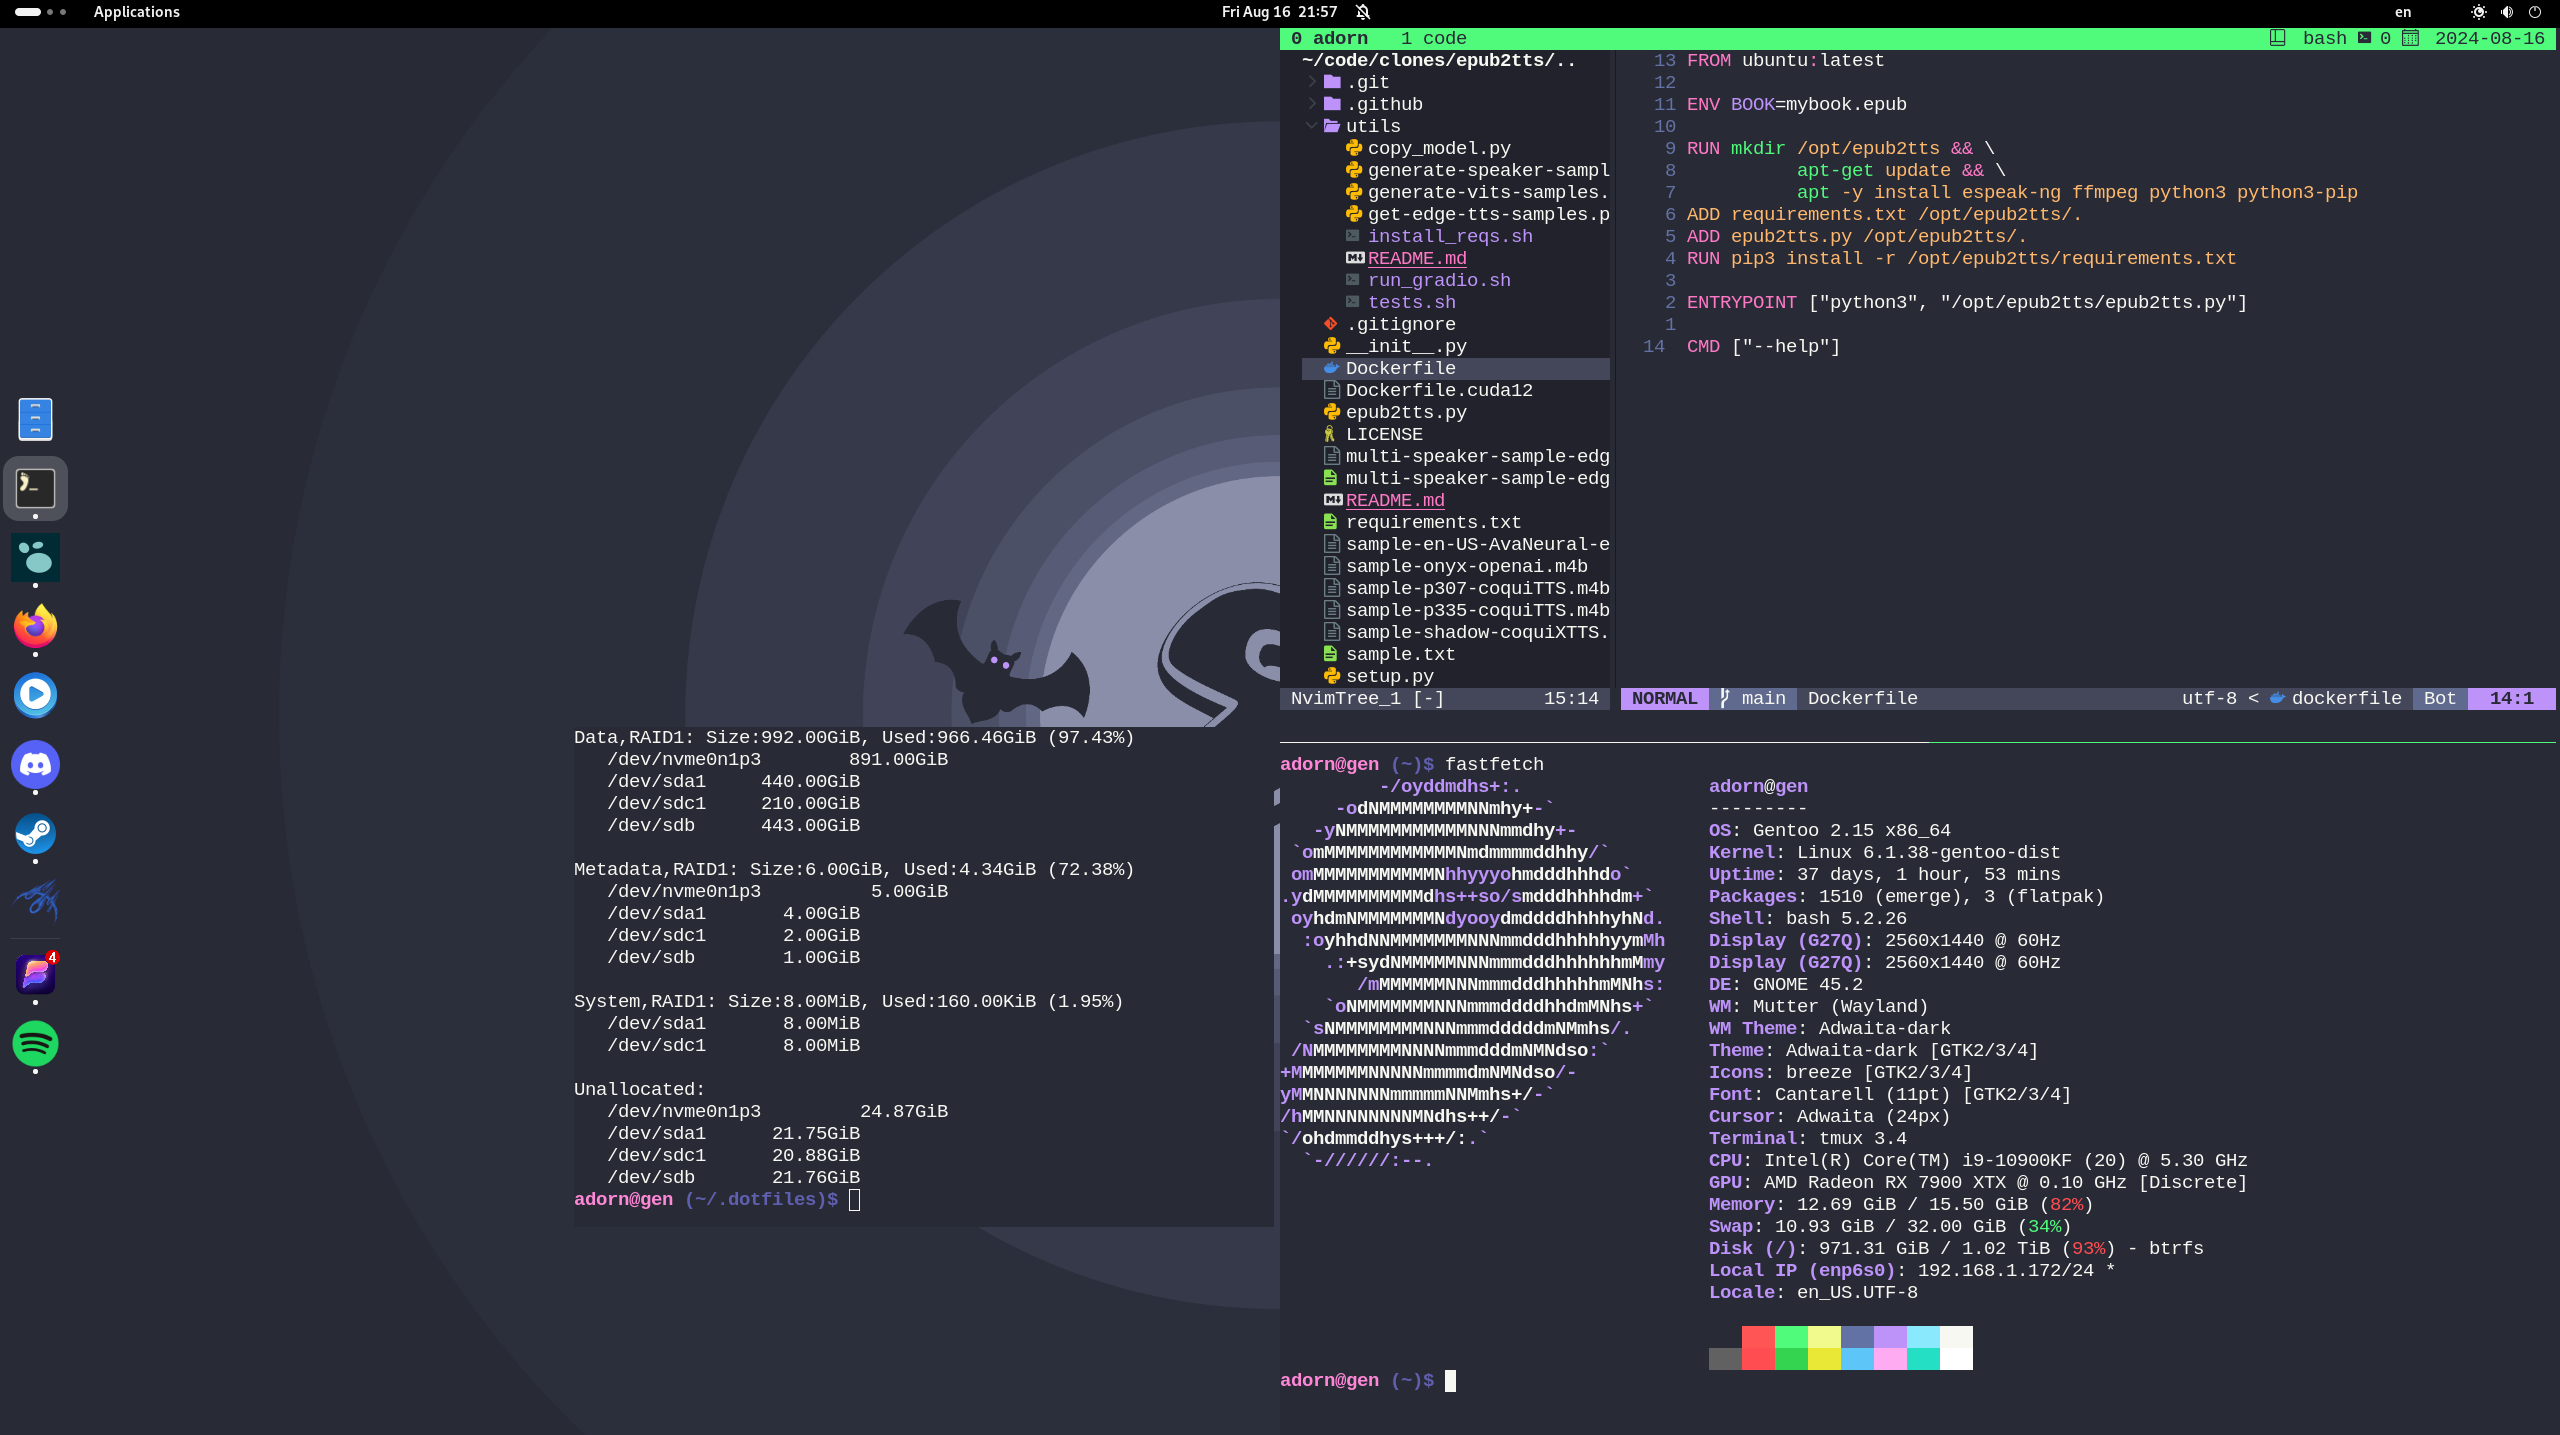 Applications
Fri Aug 16  21:57
en
0 adorn   1 code
bash 0 2024-08-16
~/code/clones/epub2tts/..
.git
.github
utils
copy_model.py
generate-speaker-sampl
generate-vits-samples.
get-edge-tts-samples.p
install_reqs.sh
README.md
run_gradio.sh
tests.sh
.gitignore
__init__.py
Dockerfile
Dockerfile.cuda12
epub2tts.py
LICENSE
multi-speaker-sample-edg
multi-speaker-sample-edg
README.md
requirements.txt
sample-en-US-AvaNeural-e
sample-onyx-openai.m4b
sample-p307-coquiTTS.m4b
sample-p335-coquiTTS.m4b
sample-shadow-coquiXTTS.
sample.txt
setup.py
NvimTree_1 [-] 15:14
13 FROM ubuntu:latest
12
11 ENV BOOK=mybook.epub
10
9 RUN mkdir /opt/epub2tts && \
8           apt-get update && \
7           apt -y install espeak-ng ffmpeg python3 python3-pip
6 ADD requirements.txt /opt/epub2tts/.
5 ADD epub2tts.py /opt/epub2tts/.
4 RUN pip3 install -r /opt/epub2tts/requirements.txt
3
2 ENTRYPOINT ["python3", "/opt/epub2tts/epub2tts.py"]
1
14  CMD ["--help"]
NORMAL main Dockerfile utf-8 < dockerfile Bot 14:1
Data,RAID1: Size:992.00GiB, Used:966.46GiB (97.43%)
   /dev/nvme0n1p3        891.00GiB
   /dev/sda1     440.00GiB
   /dev/sdc1     210.00GiB
   /dev/sdb      443.00GiB
Metadata,RAID1: Size:6.00GiB, Used:4.34GiB (72.38%)
   /dev/nvme0n1p3          5.00GiB
   /dev/sda1       4.00GiB
   /dev/sdc1       2.00GiB
   /dev/sdb        1.00GiB
System,RAID1: Size:8.00MiB, Used:160.00KiB (1.95%)
   /dev/sda1       8.00MiB
   /dev/sdc1       8.00MiB
Unallocated:
   /dev/nvme0n1p3         24.87GiB
   /dev/sda1      21.75GiB
   /dev/sdc1      20.88GiB
   /dev/sdb       21.76GiB
adorn@gen (~/.dotfiles)$
4
adorn@gen (~)$ fastfetch
         -/oyddmdhs+:.
     -odNMMMMMMMMNNmhy+-`
   -yNMMMMMMMMMMMNNNmmdhy+-
 `omMMMMMMMMMMMMNmdmmmmddhhy/`
 omMMMMMMMMMMMNhhyyyohmdddhhhdo`
.ydMMMMMMMMMMdhs++so/smdddhhhhdm+`
 oyhdmNMMMMMMMNdyooydmddddhhhhyhNd.
  :oyhhdNNMMMMMMMNNNmmdddhhhhhyymMh
    .:+sydNMMMMMNNNmmmdddhhhhhhmMmy
       /mMMMMMMNNNmmmdddhhhhhmMNhs:
    `oNMMMMMMMNNNmmmddddhhdmMNhs+`
  `sNMMMMMMMMNNNmmmdddddmNMmhs/.
 /NMMMMMMMMNNNNmmmdddmNMNdso:`
+MMMMMMMNNNNNmmmmdmNMNdso/-
yMMNNNNNNNmmmmmNNMmhs+/-`
/hMMNNNNNNNNMNdhs++/-`
`/ohdmmddhys+++/:.`
  `-//////:--.
adorn@gen
---------
OS: Gentoo 2.15 x86_64
Kernel: Linux 6.1.38-gentoo-dist
Uptime: 37 days, 1 hour, 53 mins
Packages: 1510 (emerge), 3 (flatpak)
Shell: bash 5.2.26
Display (G27Q): 2560x1440 @ 60Hz
Display (G27Q): 2560x1440 @ 60Hz
DE: GNOME 45.2
WM: Mutter (Wayland)
WM Theme: Adwaita-dark
Theme: Adwaita-dark [GTK2/3/4]
Icons: breeze [GTK2/3/4]
Font: Cantarell (11pt) [GTK2/3/4]
Cursor: Adwaita (24px)
Terminal: tmux 3.4
CPU: Intel(R) Core(TM) i9-10900KF (20) @ 5.30 GHz
GPU: AMD Radeon RX 7900 XTX @ 0.10 GHz [Discrete]
Memory: 12.69 GiB / 15.50 GiB (82%)
Swap: 10.93 GiB / 32.00 GiB (34%)
Disk (/): 971.31 GiB / 1.02 TiB (93%) - btrfs
Local IP (enp6s0): 192.168.1.172/24 *
Locale: en_US.UTF-8
adorn@gen (~)$